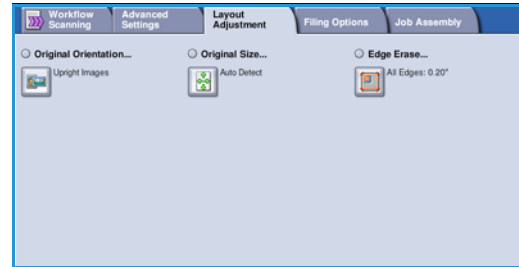 Workflow Scanning
Advanced Settings
Layout Adjustment
Filing Options
Job Assembly
Original Orientation...
Original Size...
Edge Erase...
Upright Images
Auto Detect
All Edges: 0.20"